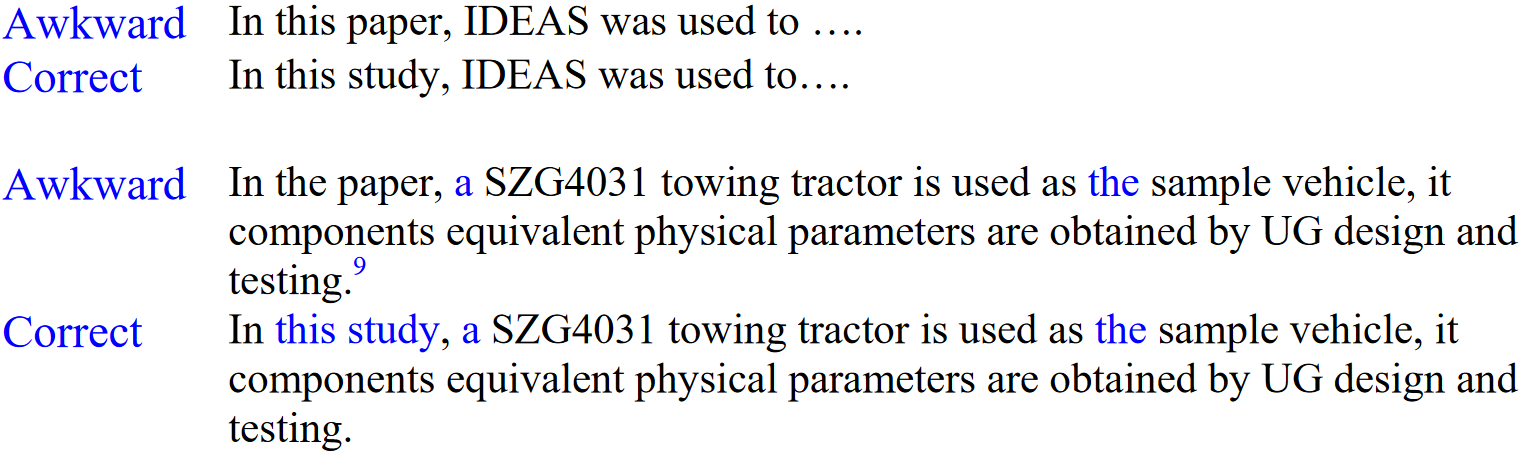 Awkward In this paper, IDEAS was used to ….
Correct In this study, IDEAS was used to….
Awkward In the paper, a SZG4031 towing tractor is used as the sample vehicle, it
components equivalent physical parameters are obtained by UG design and
testing.9
Correct In this study, a SZG4031 towing tractor is used as the sample vehicle, it
components equivalent physical parameters are obtained by UG design and
testing.